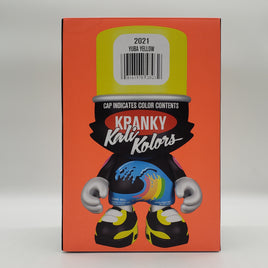 2021
YUBA YELLOW
CAP INDICATES COLOR CONTENTS
KRANKY
Kali
Kolors